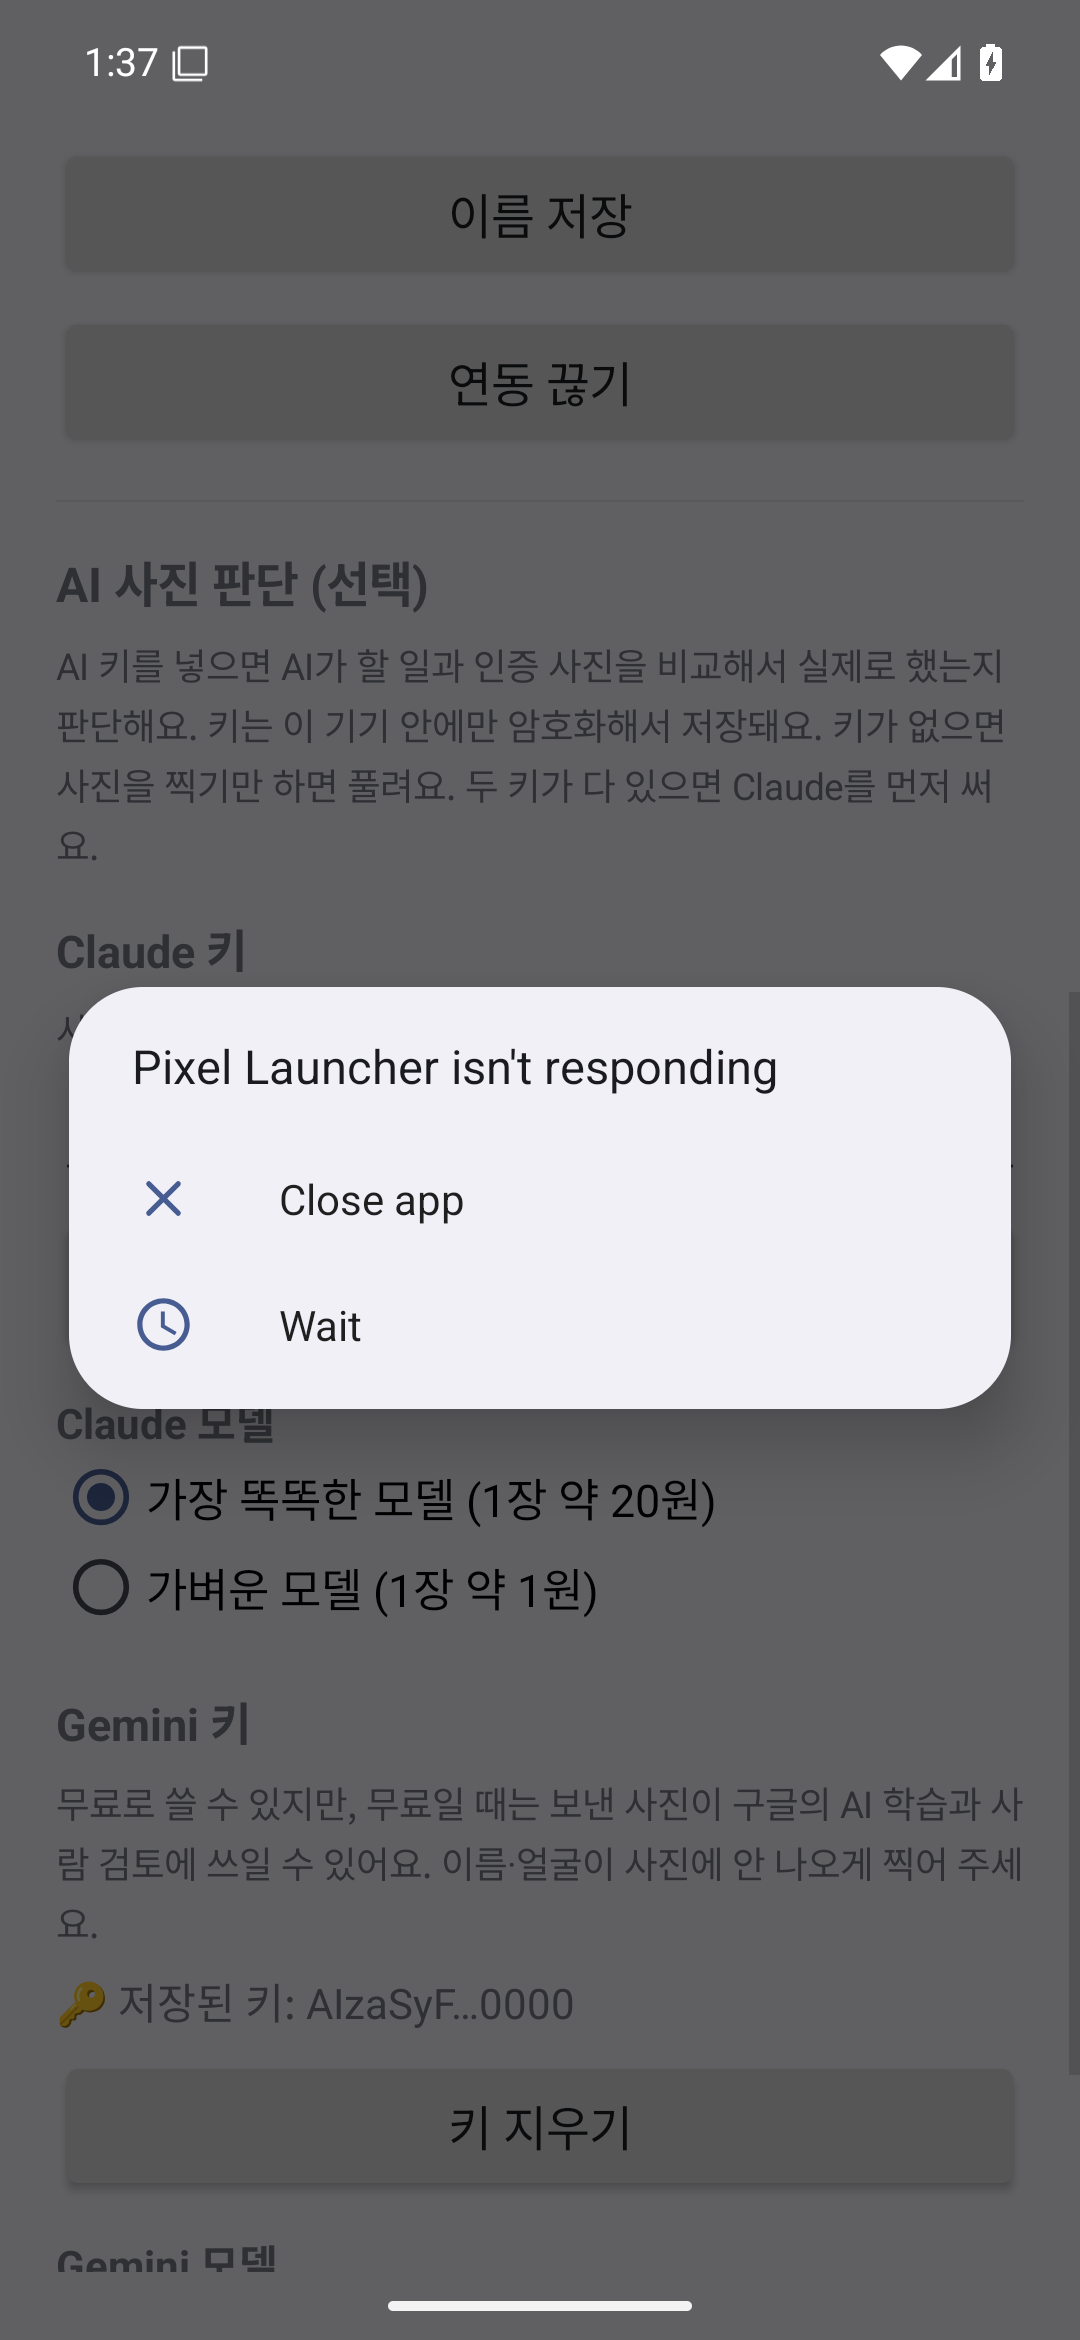 1:37
이름 저장
연동 끊기
AI 사진 판단 (선택)
AI 키를 넣으면 AI가 할 일과 인증 사진을 비교해서 실제로 했는지
판단해요. 키는 이 기기 안에만 암호화해서 저장돼요. 키가 없으면
사진을 찍기만 하면 풀려요. 두 키가 다 있으면 Claude를 먼저 써
요.
Claude 키
Pixel Launcher isn't responding
Close app
Wait
Claude 모델
가장 똑똑한 모델 (1장 약 20원)
가벼운 모델 (1장 약 1원)
Gemini 키
무료로 쓸 수 있지만, 무료일 때는 보낸 사진이 구글의 AI 학습과 사
람 검토에 쓰일 수 있어요. 이름·얼굴이 사진에 안 나오게 찍어 주세
요.
🔑 저장된 키: AIzaSyF…0000
키 지우기
Gemini 모델